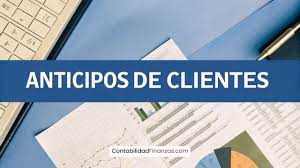 ANTICIPOS DE CLIENTES
ContabilidadFinanzas.com